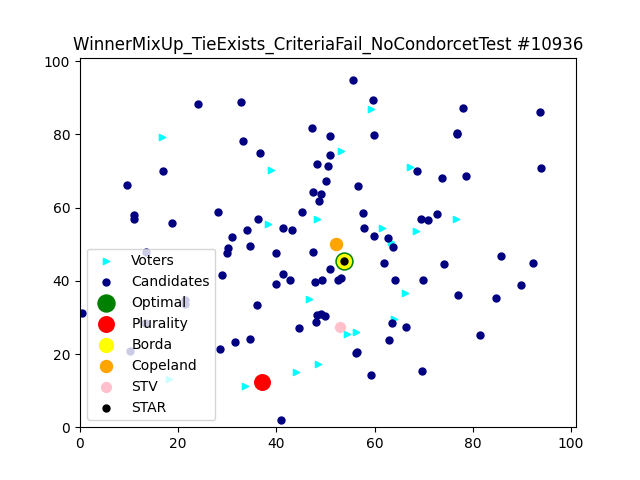 WinnerMixUp_TieExists_CriteriaFail_NoCondorcetTest #10936
100
80
60
40
20
0
0 20 40 60 80 100
Voters
Candidates
Optimal
Plurality
Borda
Copeland
STV
STAR